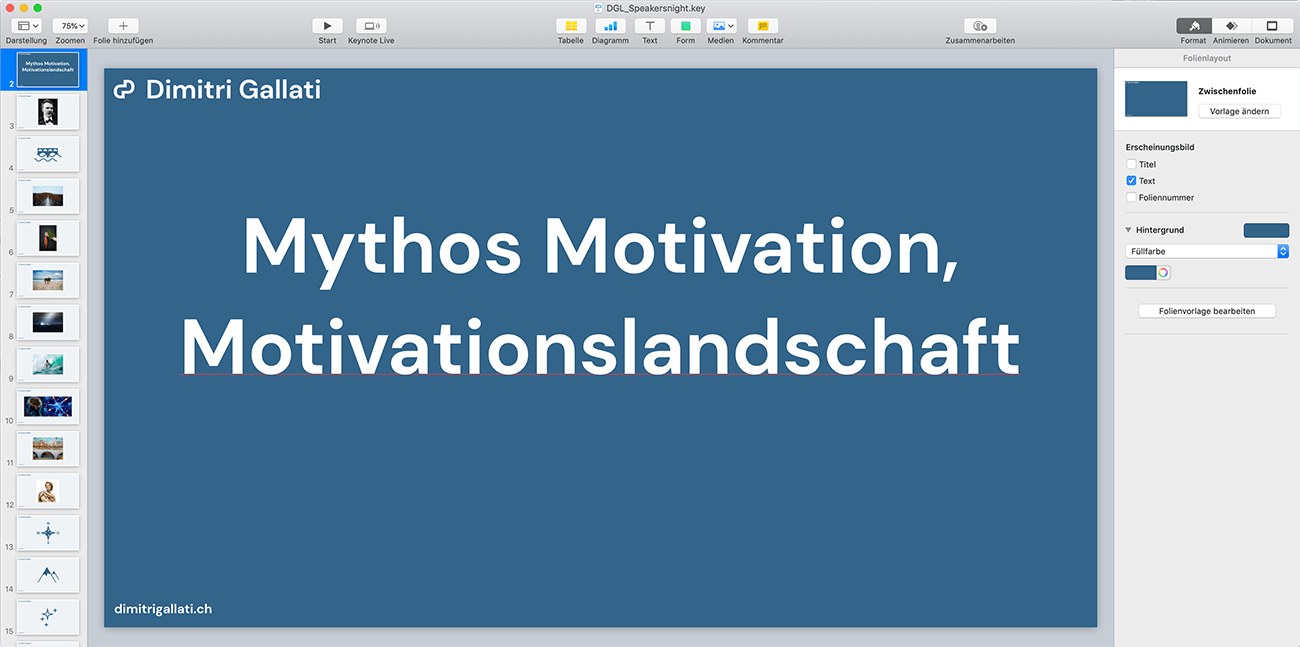 DGL_Speakersnight.key
75%
Darstellung Zoomen Folie hinzufügen Start Keynote Live Tabelle Diagramm Text Form Medien Kommentar Zusammenarbeiten Format Animieren Dokument
Mythos Motivation,
Motivationslandschaft
2
3
4
5
6
7
8
9
10
11
12
13
14
15
Dimitri Gallati
Mythos Motivation,
Motivationslandschaft
dimitrigallati.ch
Folienlayout
Zwischenfolie
Vorlage ändern
Erscheinungsbild
Titel
Text
Foliennummer
Hintergrund
Füllfarbe
Folienvorlage bearbeiten